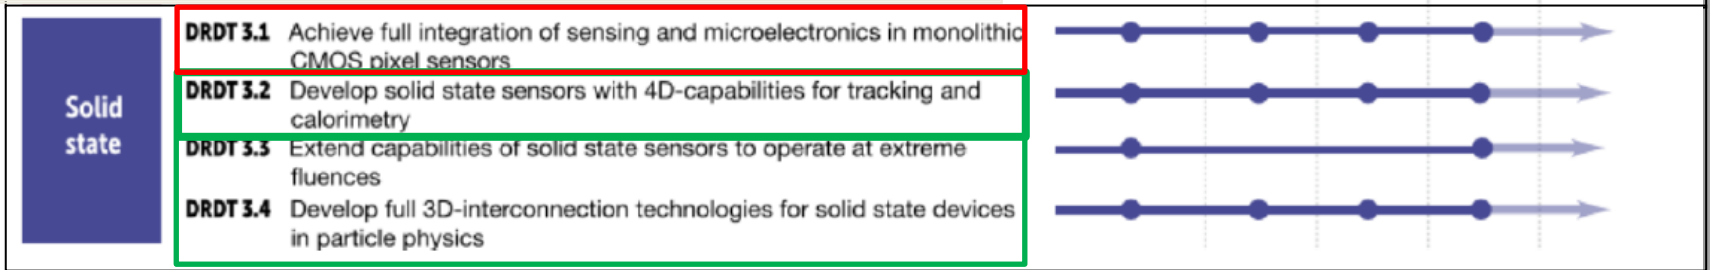 Solid
state
DRDT 3.1 Achieve full integration of sensing and microelectronics in monolithic
CMOS pixel sensors
DRDT 3.2 Develop solid state sensors with 4D-capabilities for tracking and
calorimetry
DRDT 3.3 Extend capabilities of solid state sensors to operate at extreme
fluences
DRDT 3.4 Develop full 3D-interconnection technologies for solid state devices
in particle physics